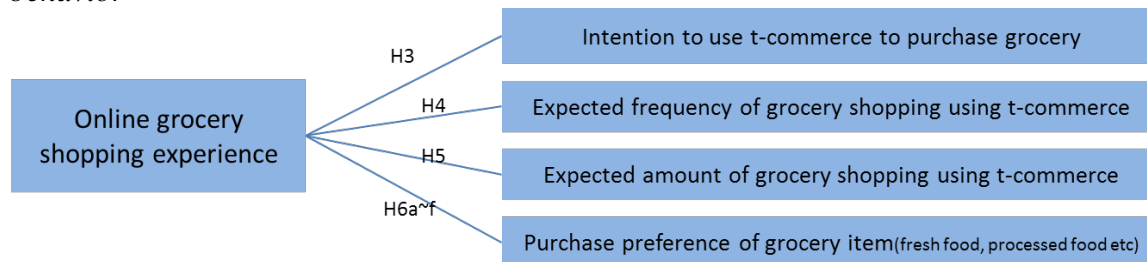 Online grocery
shopping experience
H3
H4
H5
H6a~f
Intention to use t-commerce to purchase grocery
Expected frequency of grocery shopping using t-commerce
Expected amount of grocery shopping using t-commerce
Purchase preference of grocery item(fresh food, processed food etc)